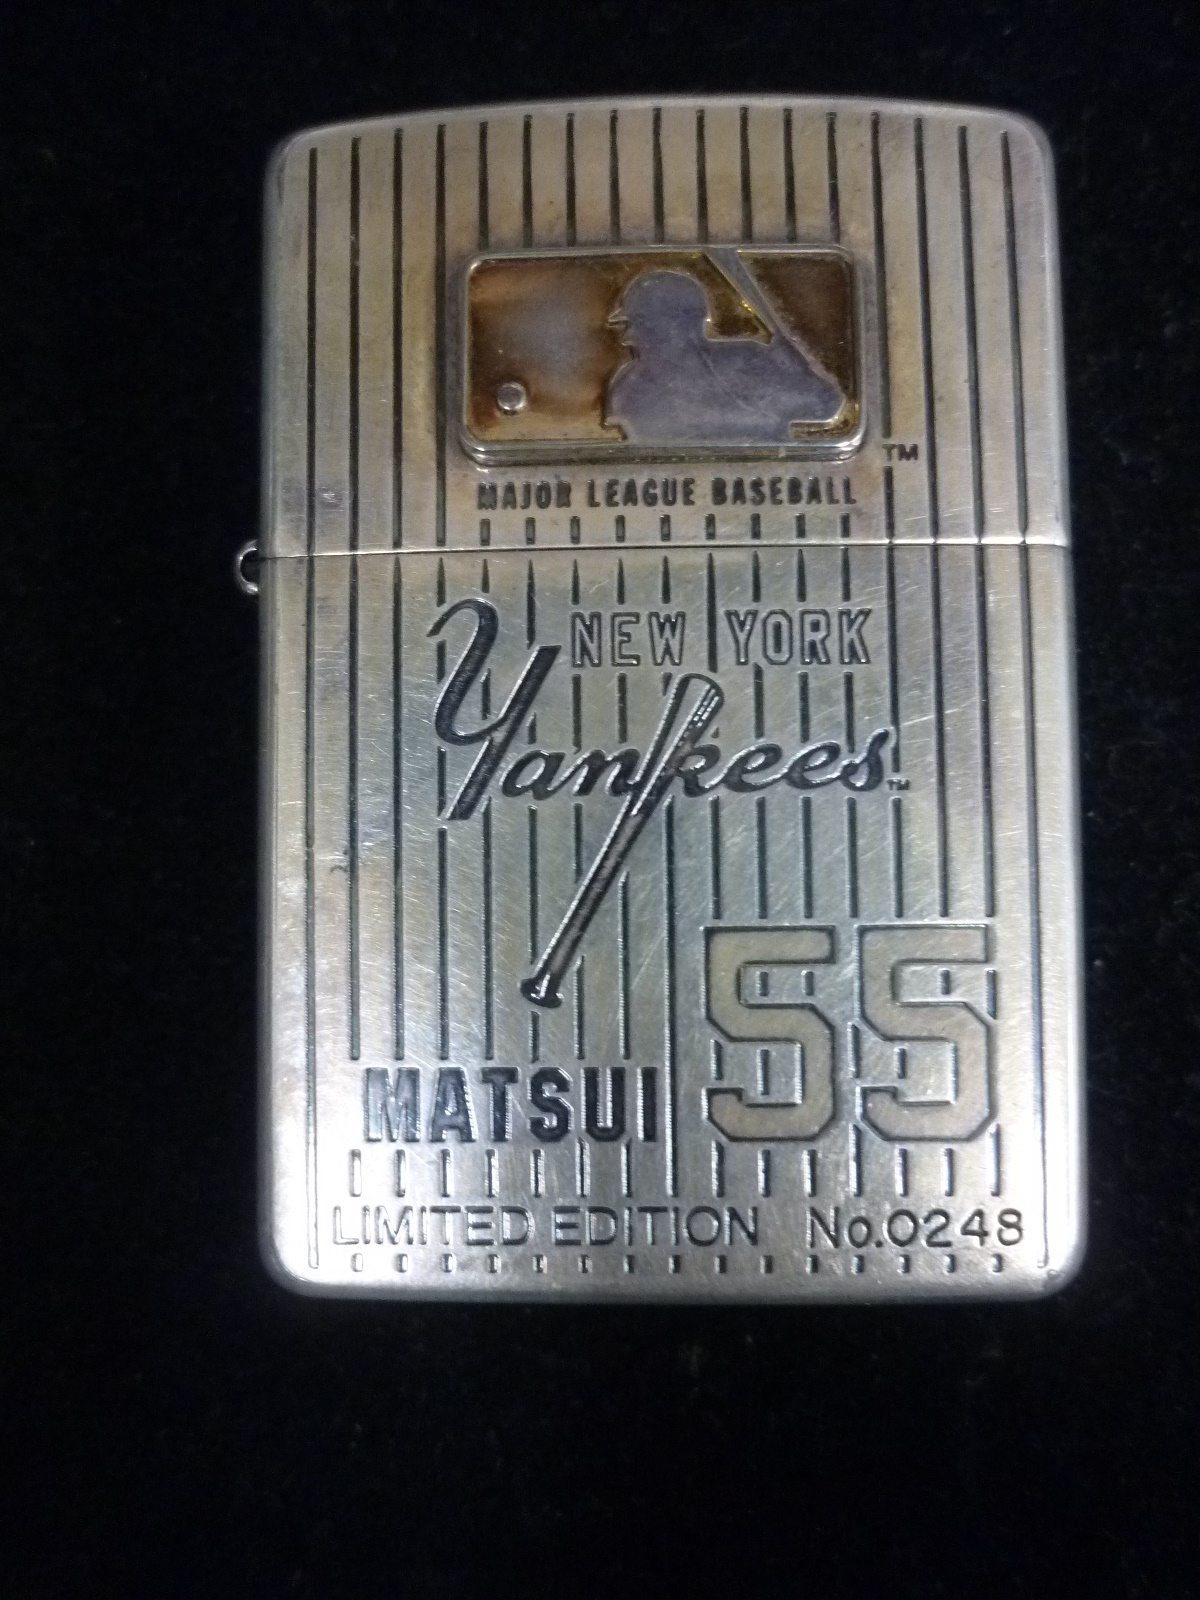 TM
MAJOR LEAGUE BASEBALL
NEW YORK
Yankees TM
55
MATSUI
LIMITED EDITION No.0248